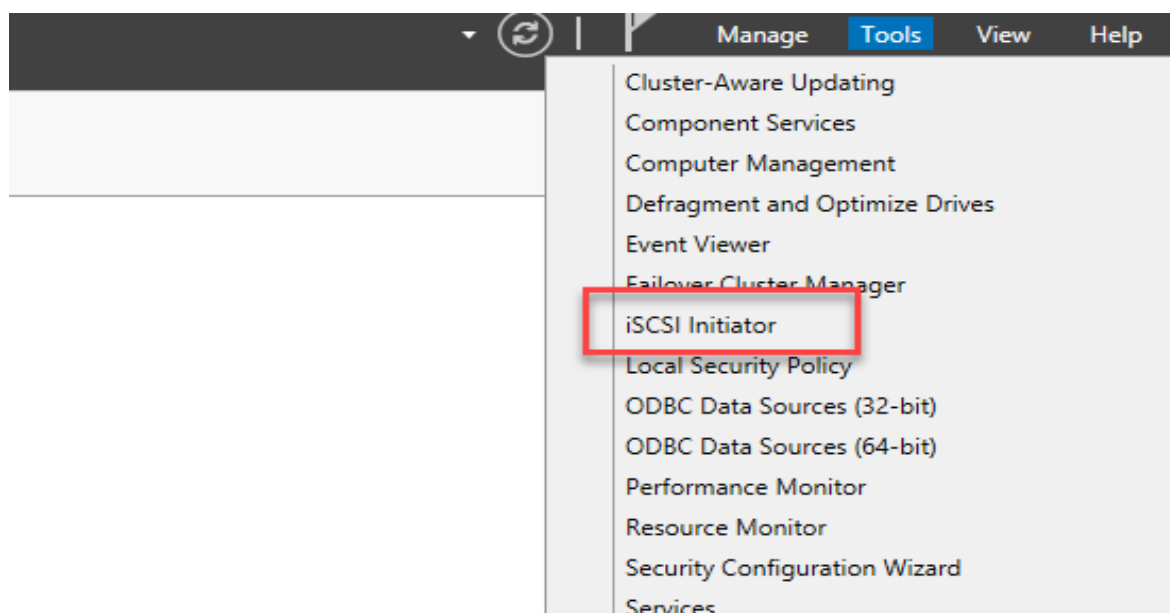 Manage Tools View Help
Cluster-Aware Updating
Component Services
Computer Management
Defragment and Optimize Drives
Event Viewer
Failover Cluster Manager
iSCSI Initiator
Local Security Policy
ODBC Data Sources (32-bit)
ODBC Data Sources (64-bit)
Performance Monitor
Resource Monitor
Security Configuration Wizard
Services